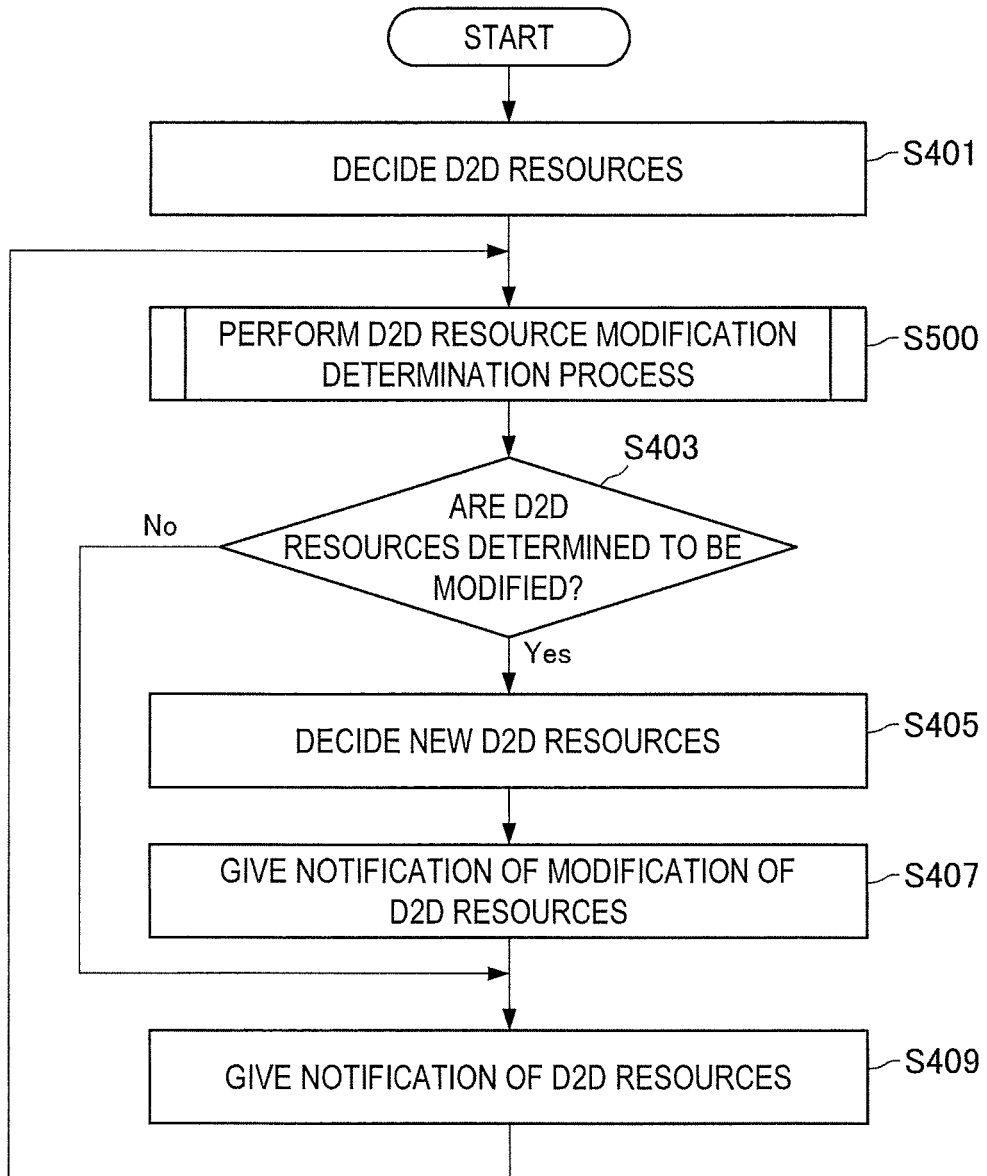 START
DECIDE D2D RESOURCES
S401
PERFORM D2D RESOURCE MODIFICATION
DETERMINATION PROCESS
S500
S403
ARE D2D
RESOURCES DETERMINED TO BE
MODIFIED?
No
Yes
DECIDE NEW D2D RESOURCES
S405
GIVE NOTIFICATION OF MODIFICATION OF
D2D RESOURCES
S407
GIVE NOTIFICATION OF D2D RESOURCES
S409